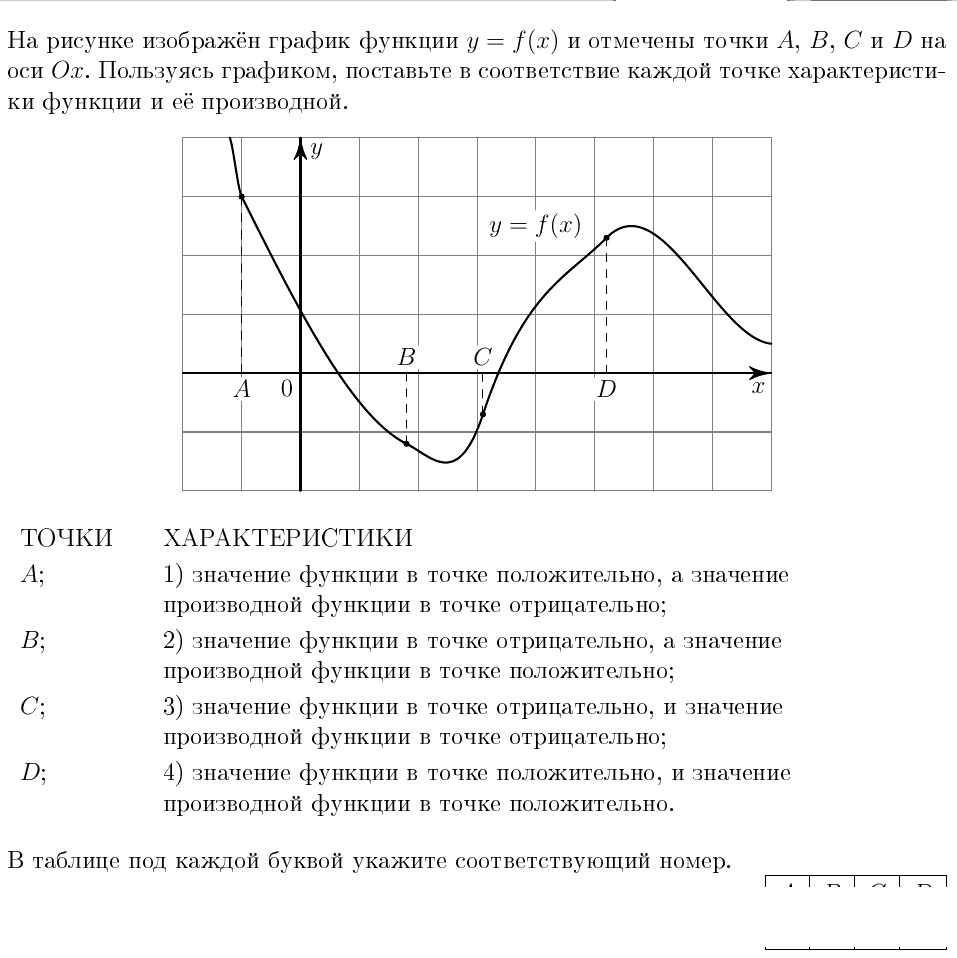 На рисунке изображён график функции y = f(x) и отмечены точки A, B, C и D на
оси Ox. Пользуясь графиком, поставьте в соответствие каждой точке характеристи-
ки функции и её производной.
y
y = f(x)
B
C
A
0
D
x
ТОЧКИ
ХАРАКТЕРИСТИКИ
A;
1) значение функции в точке положительно, а значение
производной функции в точке отрицательно;
B;
2) значение функции в точке отрицательно, а значение
производной функции в точке положительно;
C;
3) значение функции в точке отрицательно, и значение
производной функции в точке отрицательно;
D;
4) значение функции в точке положительно, и значение
производной функции в точке положительно.
В таблице под каждой буквой укажите соответствующий номер.